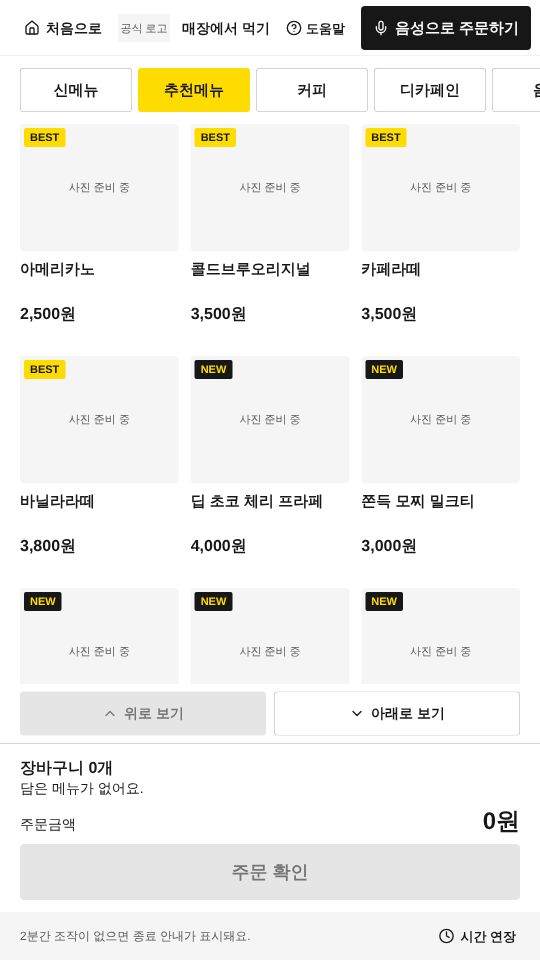 처음으로
공식 로고
매장에서 먹기
도움말
음성으로 주문하기
신메뉴
추천메뉴
커피
디카페인
BEST
사진 준비 중
BEST
사진 준비 중
BEST
사진 준비 중
아메리카노
콜드브루오리지널
카페라떼
2,500원
3,500원
3,500원
BEST
사진 준비 중
NEW
사진 준비 중
NEW
사진 준비 중
바닐라라떼
딥 초코 체리 프라페
쫀득 모찌 밀크티
3,800원
4,000원
3,000원
NEW
사진 준비 중
NEW
사진 준비 중
NEW
사진 준비 중
위로 보기
아래로 보기
장바구니 0개
담은 메뉴가 없어요.
주문금액
0원
주문 확인
2분간 조작이 없으면 종료 안내가 표시돼요.
시간 연장